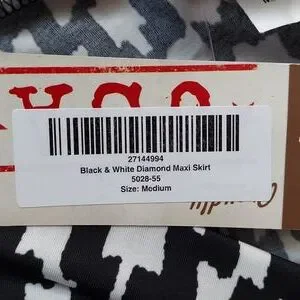 27144994
Black & White Diamond Maxi Skirt
5028-55
Size: Medium